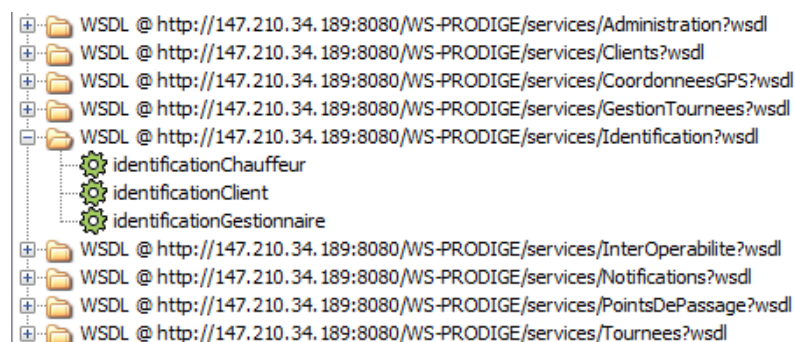 WSDL @ http://147.210.34.189:8080/WS-PRODIGE/services/Administration?wsdl
WSDL @ http://147.210.34.189:8080/WS-PRODIGE/services/Clients?wsdl
WSDL @ http://147.210.34.189:8080/WS-PRODIGE/services/CoordonneesGPS?wsdl
WSDL @ http://147.210.34.189:8080/WS-PRODIGE/services/GestionTournees?wsdl
WSDL @ http://147.210.34.189:8080/WS-PRODIGE/services/Identification?wsdl
identificationChauffeur
identificationClient
identificationGestionnaire
WSDL @ http://147.210.34.189:8080/WS-PRODIGE/services/InterOperabilite?wsdl
WSDL @ http://147.210.34.189:8080/WS-PRODIGE/services/Notifications?wsdl
WSDL @ http://147.210.34.189:8080/WS-PRODIGE/services/PointsDePassage?wsdl
WSDL @ http://147.210.34.189:8080/WS-PRODIGE/services/Tournees?wsdl